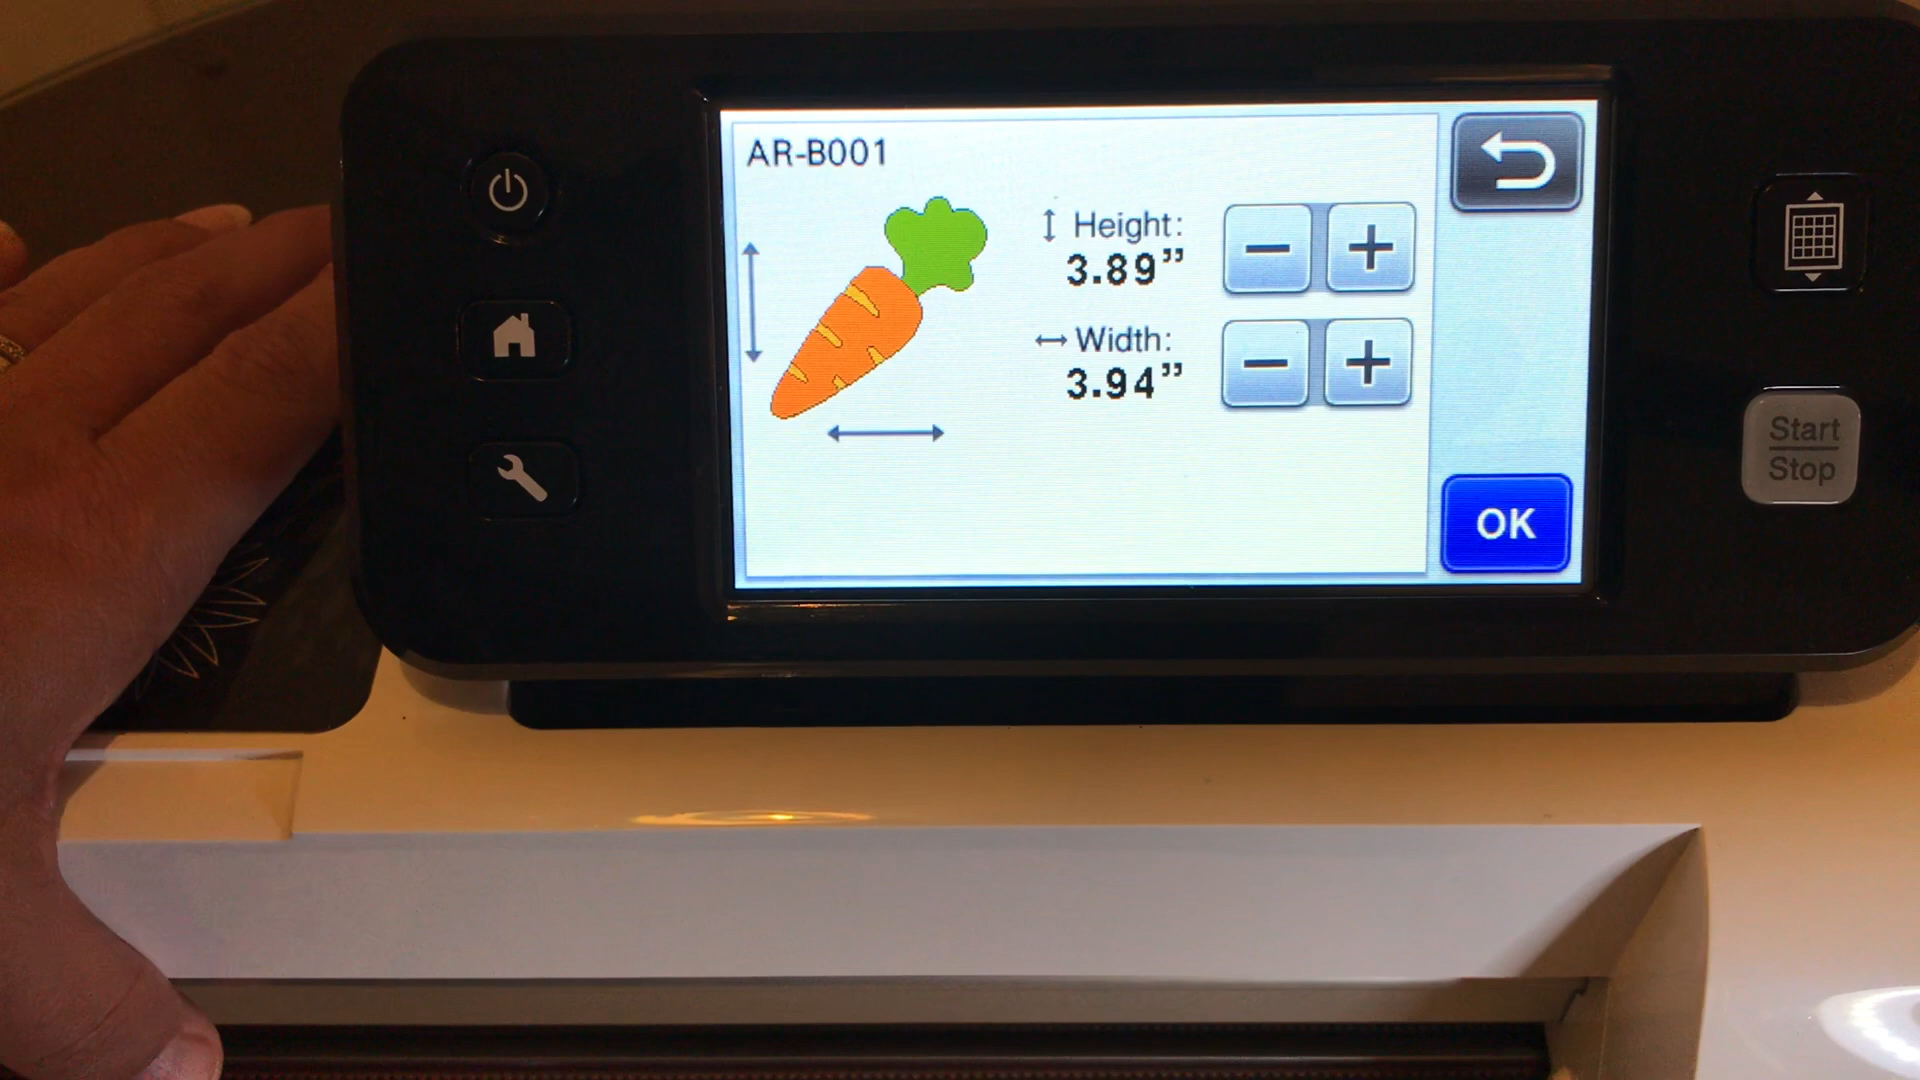 AR-B001
Height:
3.89”
Width:
3.94”
OK
Start
Stop